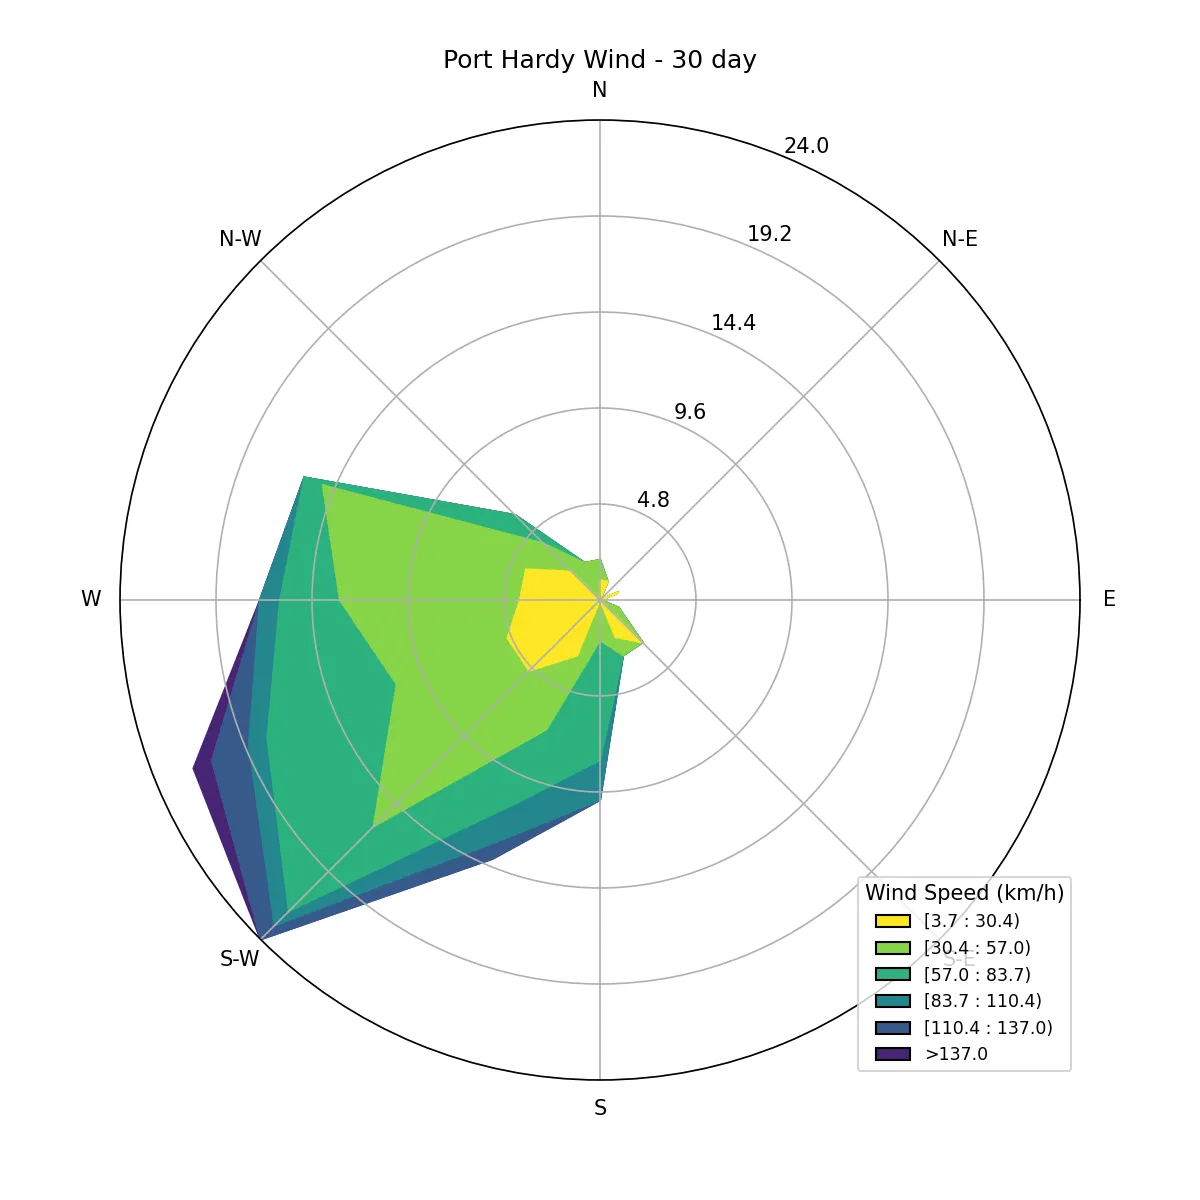 Port Hardy Wind - 30 day
N
24.0
N-W
19.2
N-E
14.4
9.6
4.8
W
E
Wind Speed (km/h)
[3.7 : 30.4)
[30.4 : 57.0)
S-W
S-E
[57.0 : 83.7)
[83.7 : 110.4)
[110.4 : 137.0)
>137.0
S